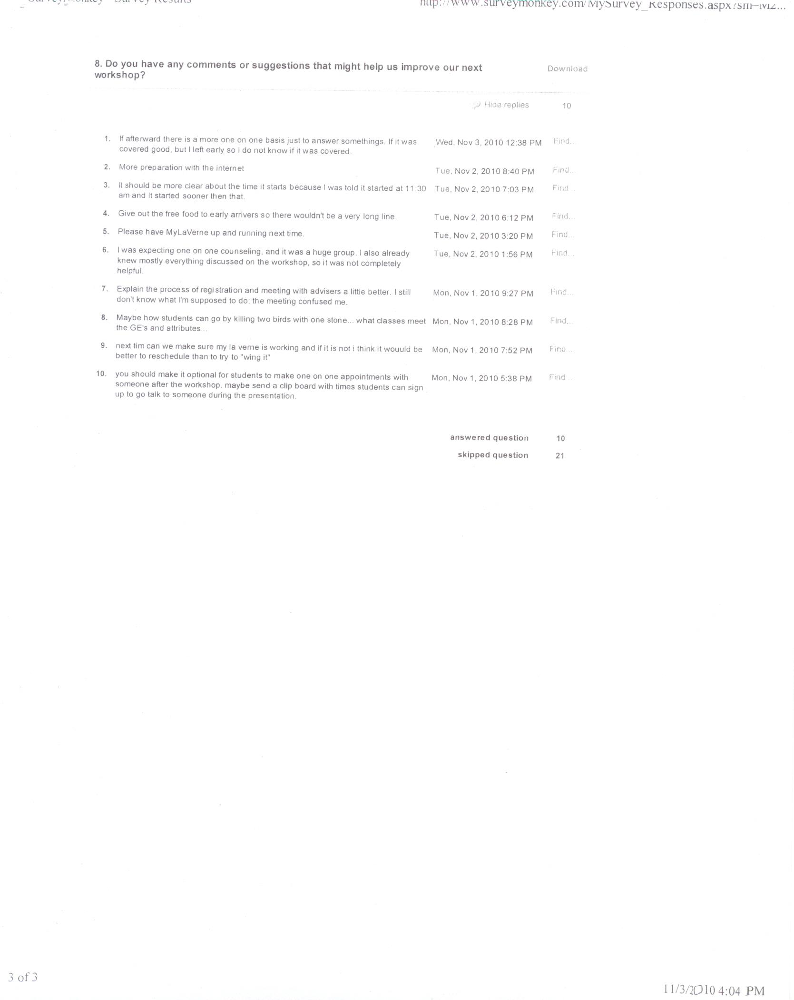 SurveyMonkey - Survey Results
http://www.surveymonkey.com/MySurvey_Responses.aspx?sm=M2...
8. Do you have any comments or suggestions that might help us improve our next
workshop?
Download
Hide replies 10
1. If afterward there is a more one on one basis just to answer somethings. If it was
covered good, but I left early so I do not know if it was covered.
Wed, Nov 3, 2010 12:38 PM Find...
2. More preparation with the internet
Tue, Nov 2, 2010 8:40 PM Find...
3. It should be more clear about the time it starts because I was told it started at 11:30
am and It started sooner then that.
Tue, Nov 2, 2010 7:03 PM Find...
4. Give out the free food to early arrivers so there wouldn't be a very long line.
Tue, Nov 2, 2010 6:12 PM Find...
5. Please have MyLaVerne up and running next time.
Tue, Nov 2, 2010 3:20 PM Find...
6. I was expecting one on one counseling, and it was a huge group. I also already
knew mostly everything discussed on the workshop, so it was not completely
helpful.
Tue, Nov 2, 2010 1:56 PM Find...
7. Explain the process of registration and meeting with advisers a little better. I still
don't know what I'm supposed to do; the meeting confused me.
Mon, Nov 1, 2010 9:27 PM Find...
8. Maybe how students can go by killing two birds with one stone... what classes meet
the GE's and attributes...
Mon, Nov 1, 2010 8:28 PM Find...
9. next tim can we make sure my la verne is working and if it is not i think it wouuld be
better to reschedule than to try to "wing it"
Mon, Nov 1, 2010 7:52 PM Find...
10. you should make it optional for students to make one on one appointments with
someone after the workshop. maybe send a clip board with times students can sign
up to go talk to someone during the presentation.
Mon, Nov 1, 2010 5:38 PM Find...
answered question 10
skipped question 21
3 of 3
11/3/2010 4:04 PM